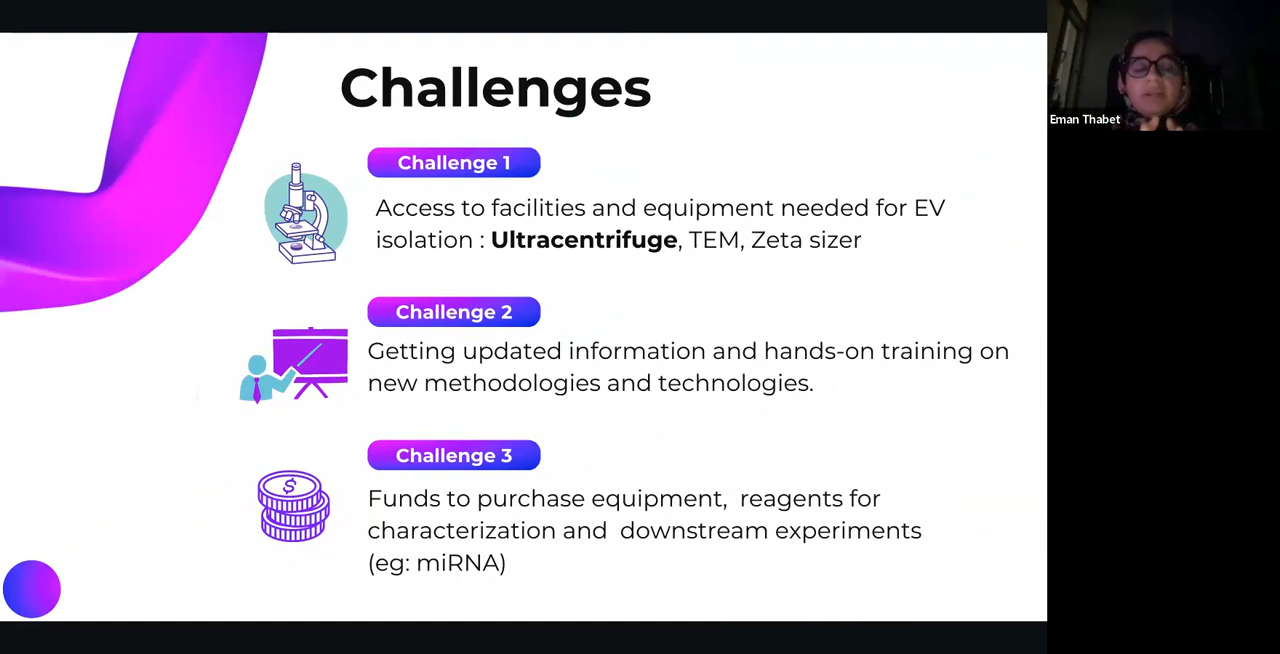 Challenges
Challenge 1
Access to facilities and equipment needed for EV
isolation : Ultracentrifuge, TEM, Zeta sizer
Challenge 2
Getting updated information and hands-on training on
new methodologies and technologies.
Challenge 3
$
Funds to purchase equipment,  reagents for
characterization and  downstream experiments
(eg: miRNA)
Eman Thabet